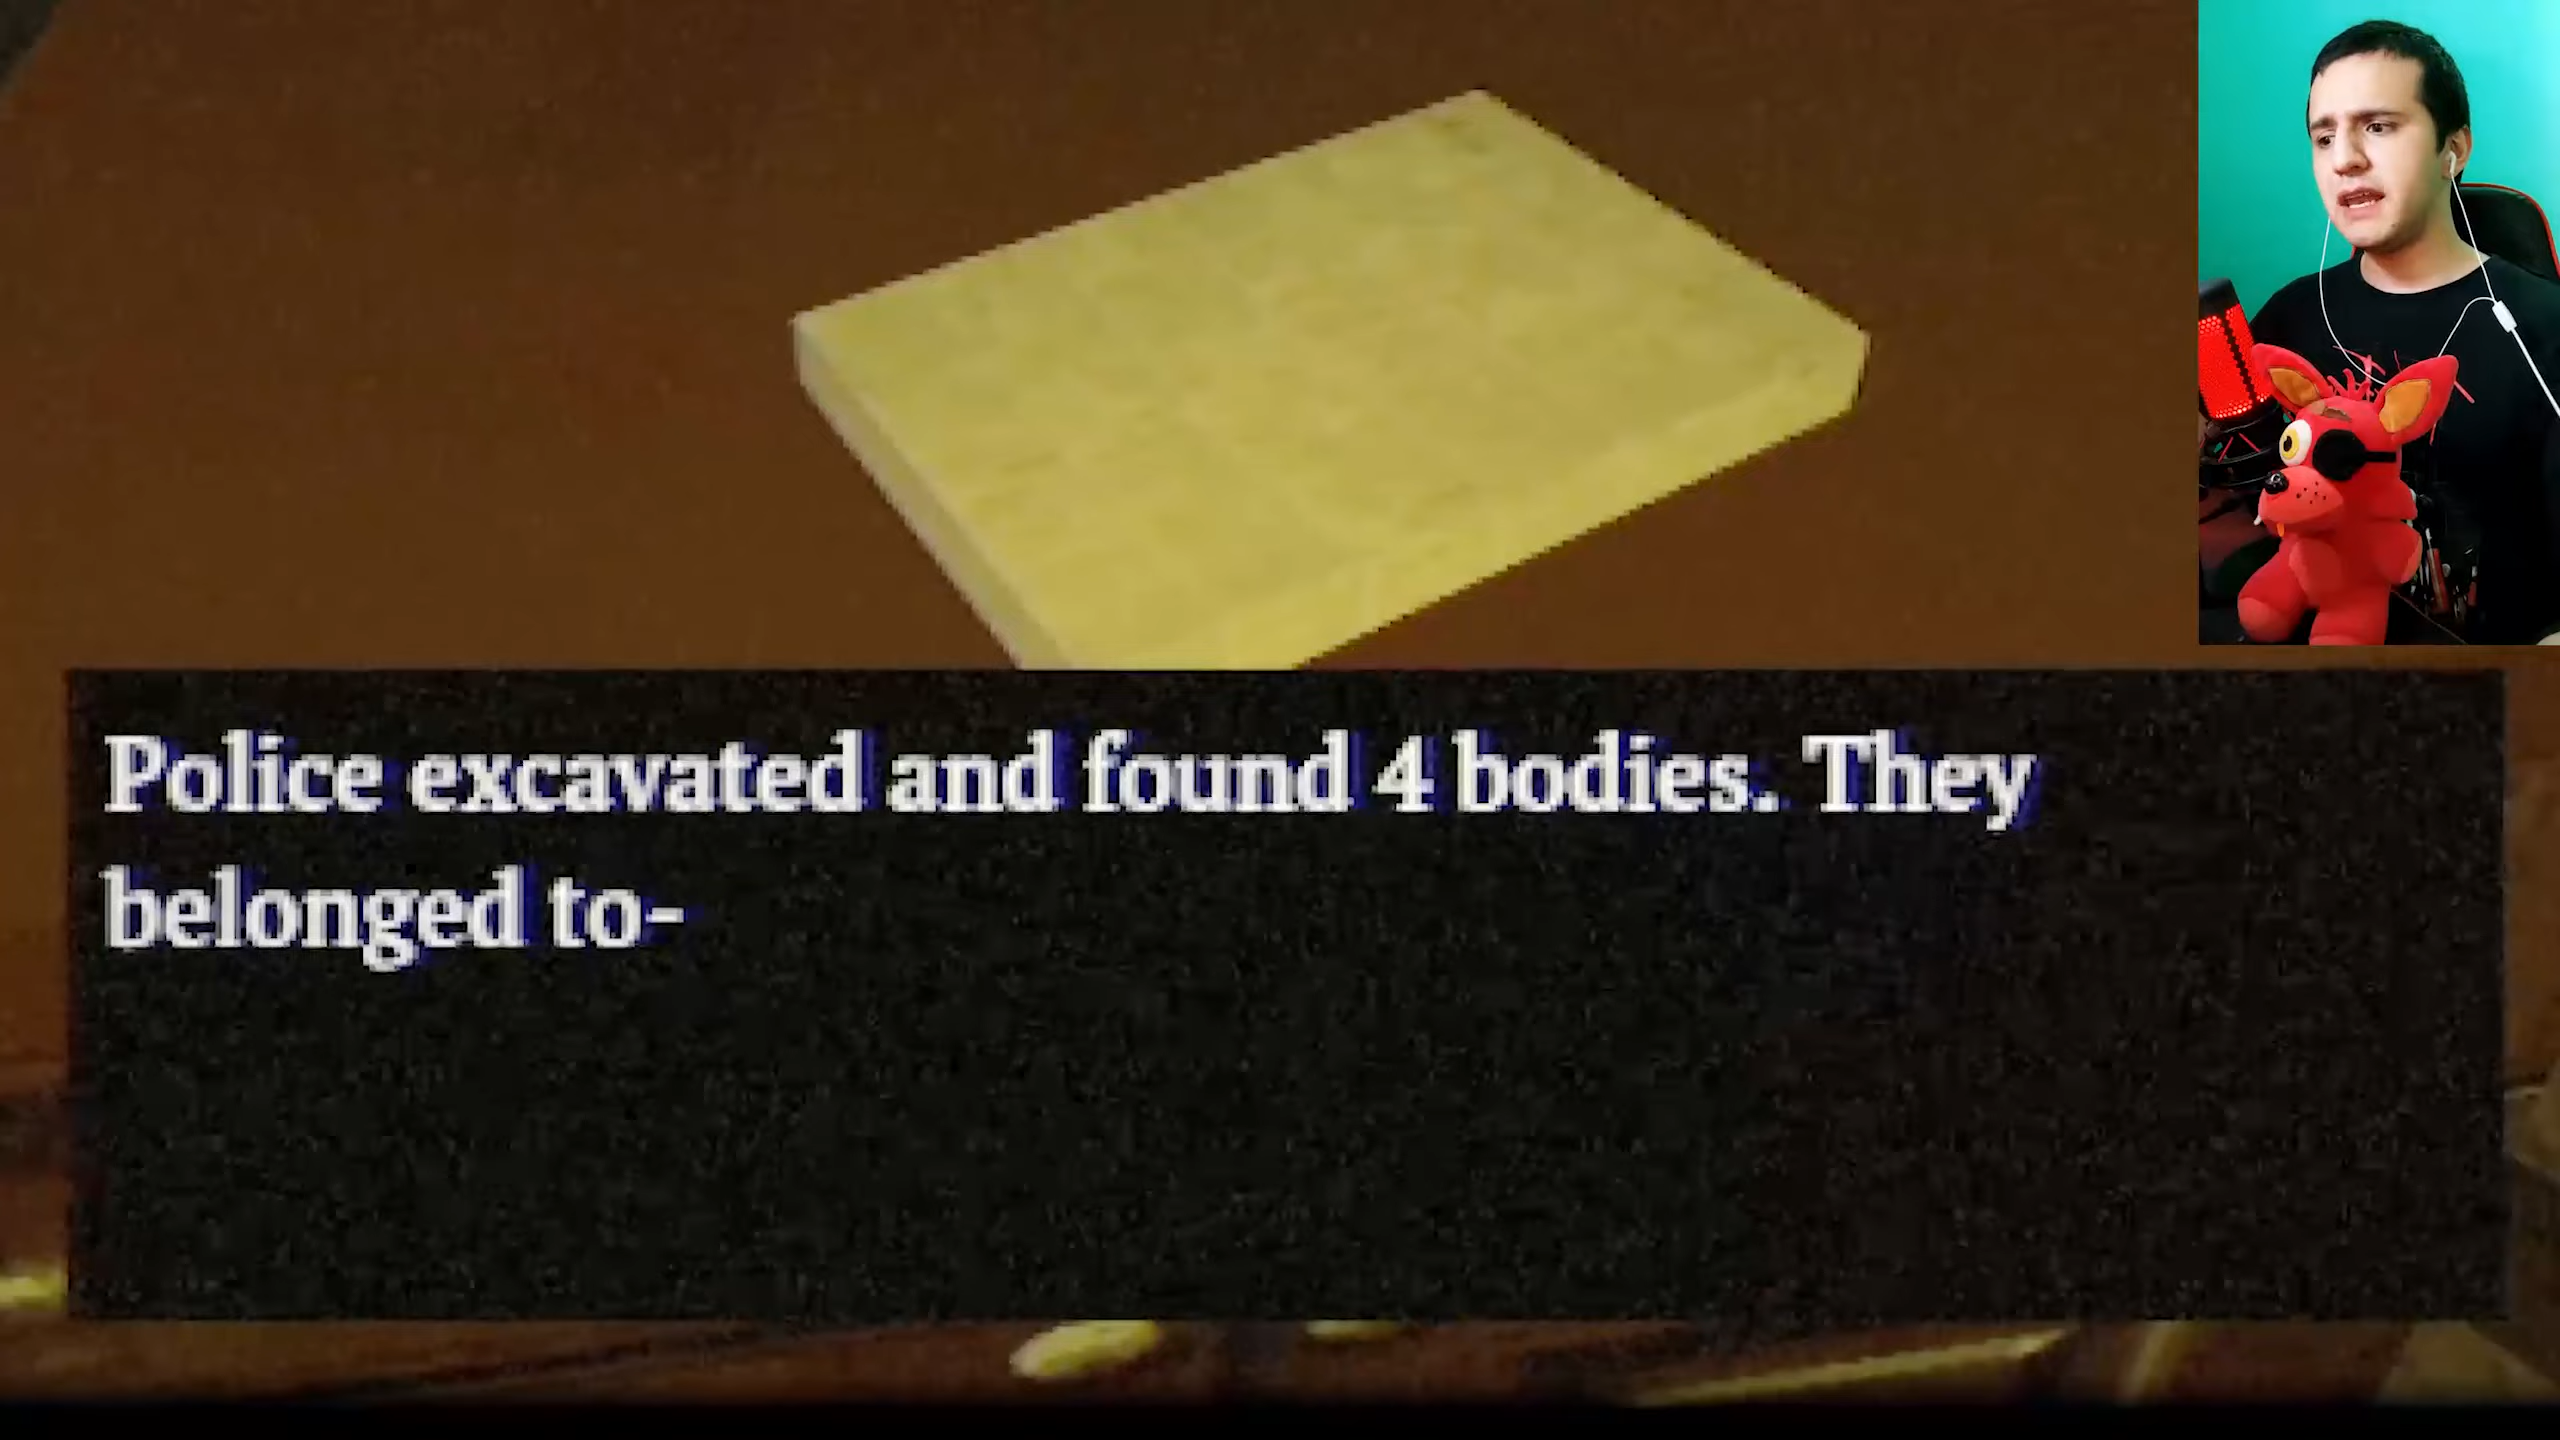 Police excavated and found 4 bodies. They
belonged to-